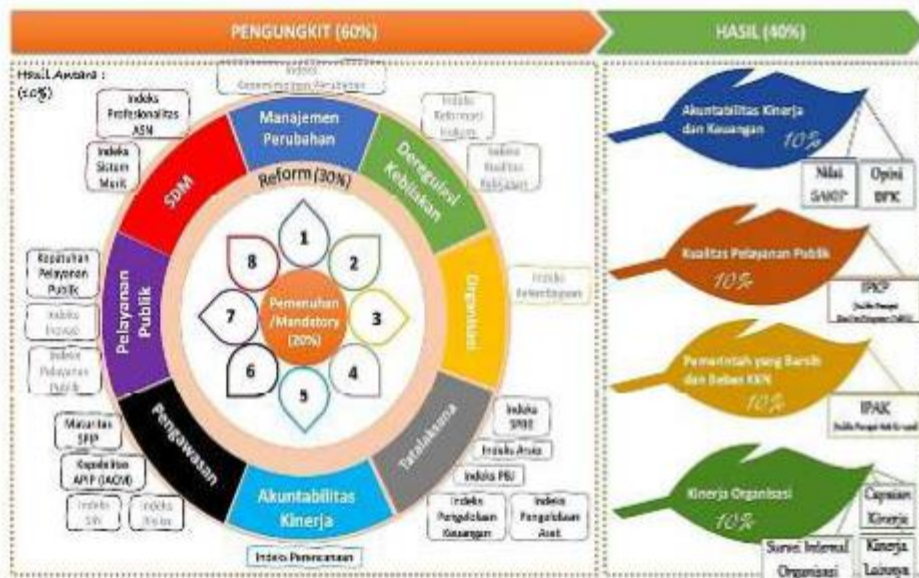 PENGUNGKIT (60%)
HASIL (40%)
Hasil Antara :
(10%)
Indeks
Profesionalitas
ASN
Indeks
Sistem
Merit
Indeks
Manajemen
Perubahan
Indeks
Reformasi
Hukum
Indeks
Kualitas
Kebijakan
Deregulasi
Kebijakan
SDM
Reform (30%)
Pelayanan
Publik
Organisasi
Indeks
Kelembagaan
Kepatuhan
Pelayanan
Publik
Indeks
Inovasi
Indeks
Pelayanan
Publik
1
2
3
4
5
6
7
8
Pemenuhan
/Mandatory
(20%)
Pengawasan
Tatalaksana
Maturitas
SPIP
Kapabilitas
APIP (IACM)
Indeks
Indeks
SPBE
Indeks Arsip
Indeks PBJ
Indeks
Pengelolaan
Keuangan
Indeks
Pengelolaan
Aset
Akuntabilitas
Kinerja
Indeks Perencanaan
Akuntabilitas Kinerja
dan Keuangan
10%
Nilai
SAKIP
Opini
BPK
Kualitas Pelayanan Publik
10%
IPKP
Pemerintah yang Bersih
dan Bebas KKN
10%
IPAK
Kinerja Organisasi
10%
Capaian
Kinerja
Survei Internal
Organisasi
Kinerja
Lainnya